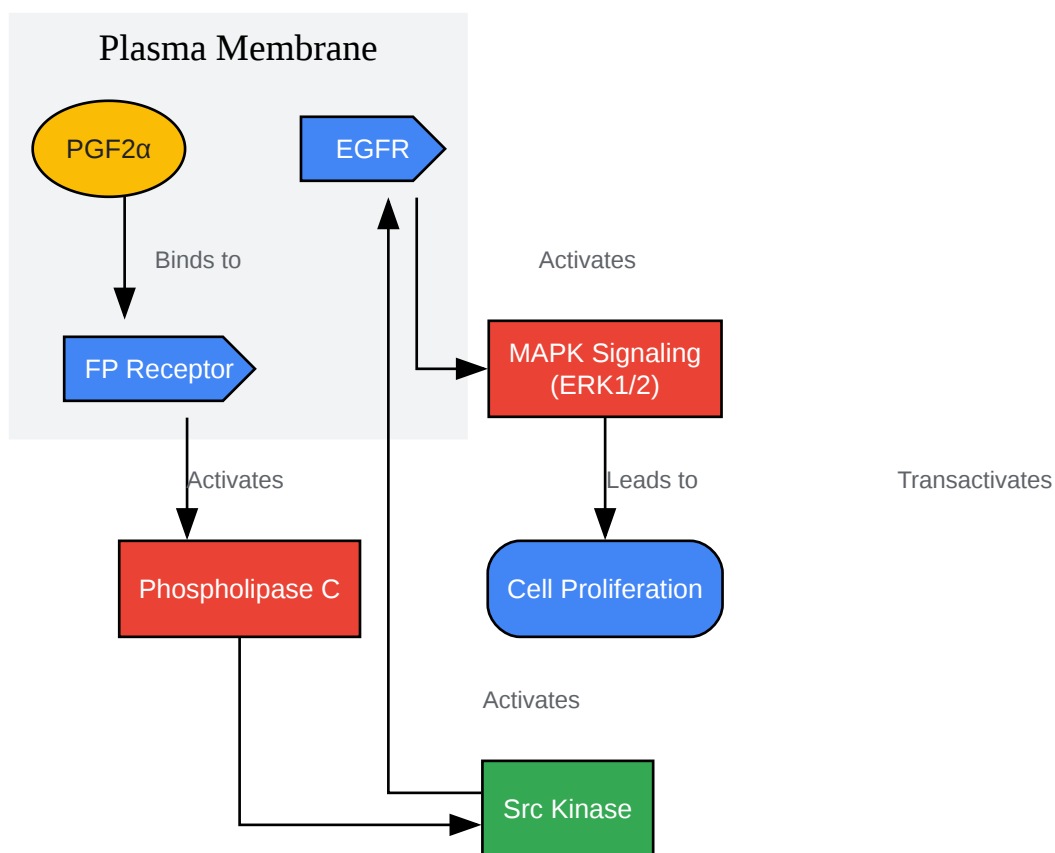 Plasma Membrane
PGF2α
EGFR
Binds to
Activates
FP Receptor
MAPK Signaling
(ERK1/2)
Activates
Leads to
Transactivates
Phospholipase C
Cell Proliferation
Activates
Src Kinase